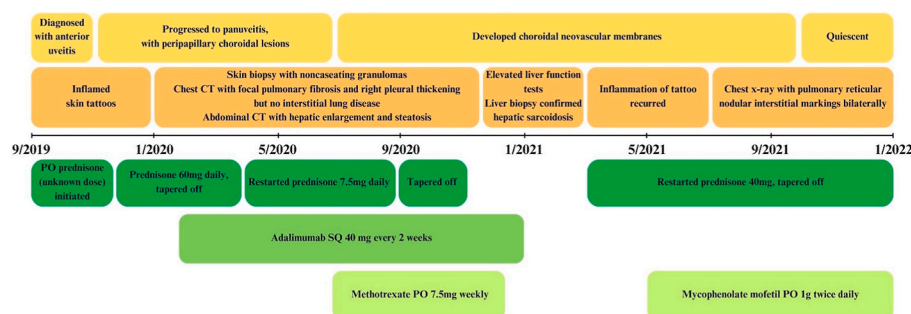 Diagnosed
with anterior
uveitis
Progressed to panuveitis,
with peripapillary choroidal lesions
Developed choroidal neovascular membranes
Quiescent
Inflamed
skin tattoos
Skin biopsy with noncaseating granulomas
Chest CT with focal pulmonary fibrosis and right pleural thickening
but no interstitial lung disease
Abdominal CT with hepatic enlargement and steatosis
Elevated liver function
tests
Liver biopsy confirmed
hepatic sarcoidosis
Inflammation of tattoo
recurred
Chest x-ray with pulmonary reticular
nodular interstitial markings bilaterally
9/2019 1/2020 5/2020 9/2020 1/2021 5/2021 9/2021 1/2022
PO prednisone
(unknown dose)
initiated
Prednisone 60mg daily,
tapered off
Restarted prednisone 7.5mg daily
Tapered off
Restarted prednisone 40mg, tapered off
Adalimumab SQ 40 mg every 2 weeks
Methotrexate PO 7.5mg weekly
Mycophenolate mofetil PO 1g twice daily